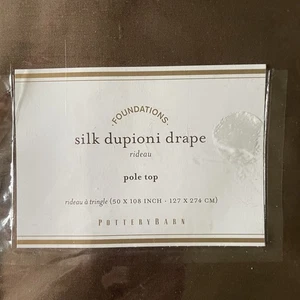 FOUNDATIONS
silk dupioni drape
rideau
pole top
rideau à tringle (50 X 108 INCH - 127 X 274 CM)
POTTERYBARN